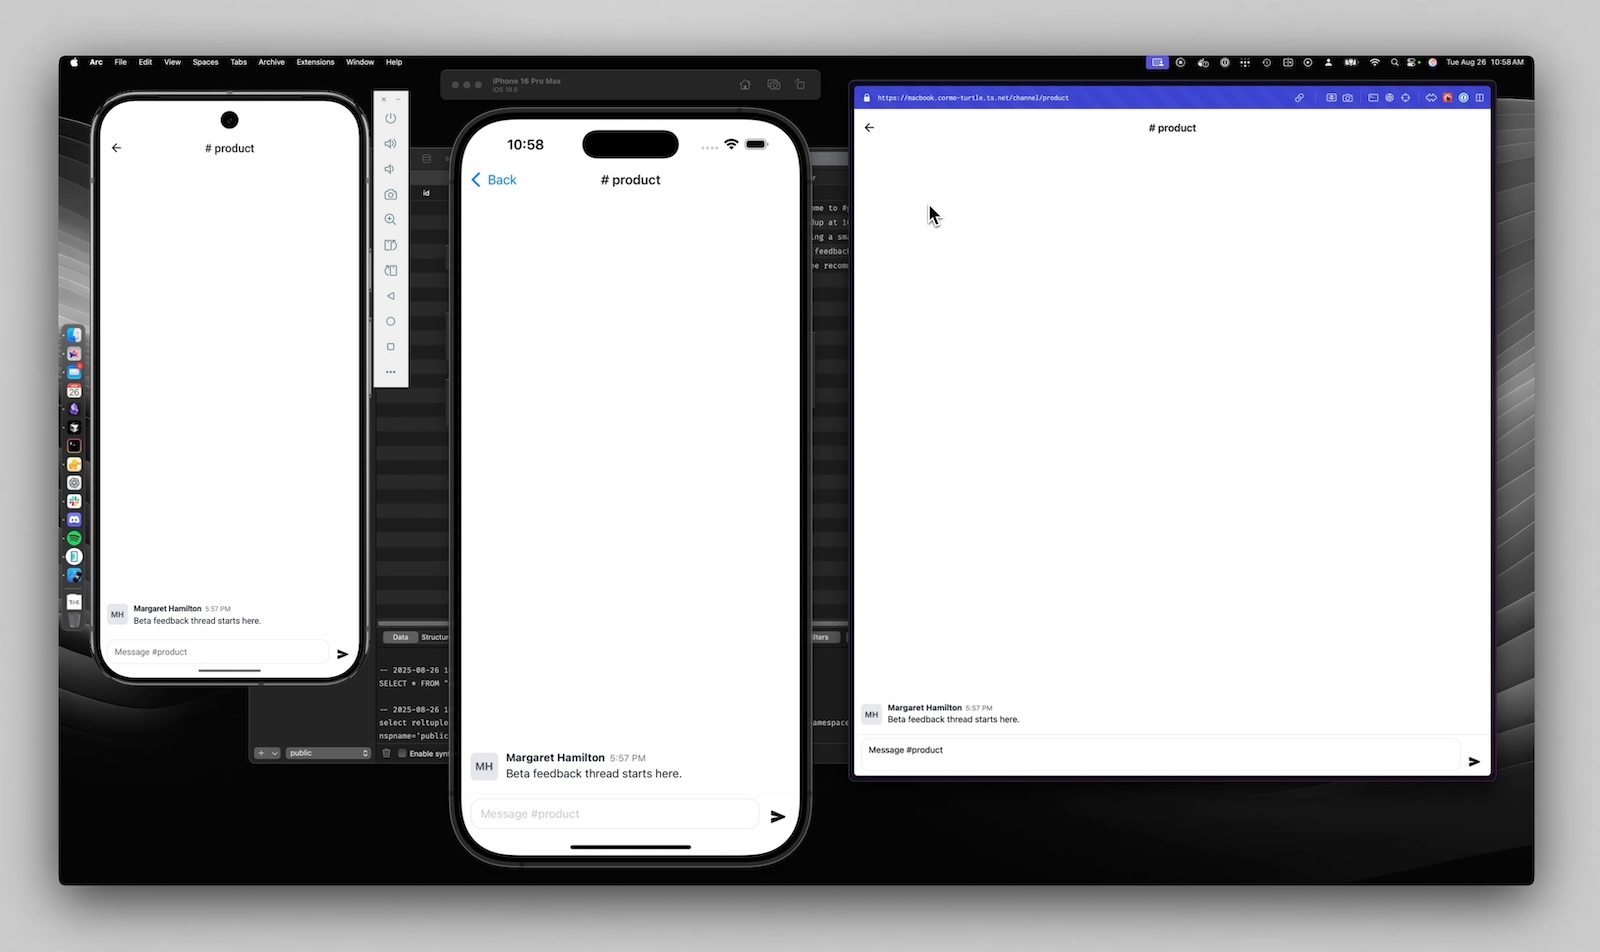 Arc File Edit View Spaces Tabs Archive Extensions Window Help
Tue Aug 26 10:58 AM
# product
MH
Margaret Hamilton 5:57 PM
Beta feedback thread starts here.
Message #product
id
Data Structur
-- 2025-08-26 1
SELECT * FROM "
-- 2025-08-26 1
select reltuple
nspname='public
public
Enable syn
iPhone 16 Pro Max
iOS 18.6
10:58
Back
# product
MH
Margaret Hamilton 5:57 PM
Beta feedback thread starts here.
Message #product
ome to #
dup at 1
ing a sm
feedback
ee recom
lters
amespace
https://macbook.cormo-turtle.ts.net/channel/product
# product
MH
Margaret Hamilton 5:57 PM
Beta feedback thread starts here.
Message #product
26